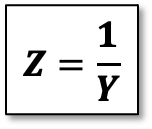 Z = 1/Y